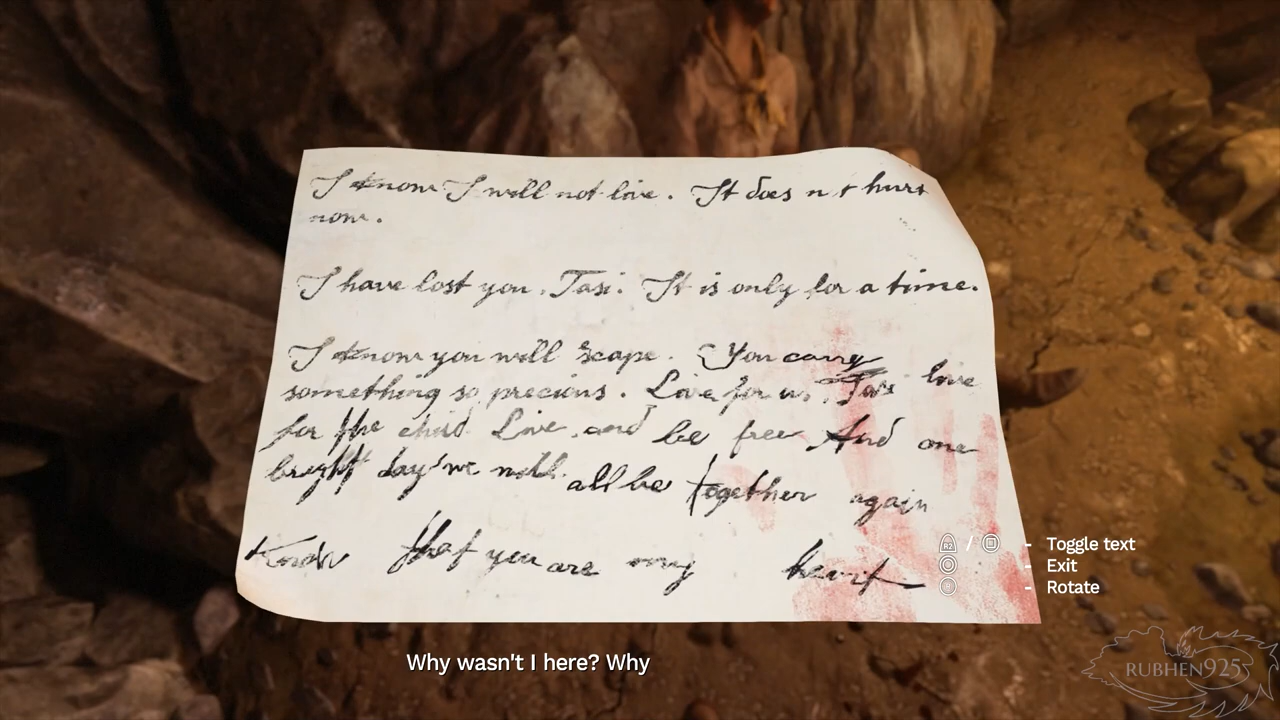 I know I will not live. It does n t hurt
now.
I have lost you, Tasi. It is only for a time.
I know you will scape. You carry
something so precious. Live for us, Tasi live
for the child Live and be free And one
bright day we will all be together again
Know that you are my heart
R2 / - Toggle text
- Exit
- Rotate
Why wasn't I here? Why
RUBHEN925